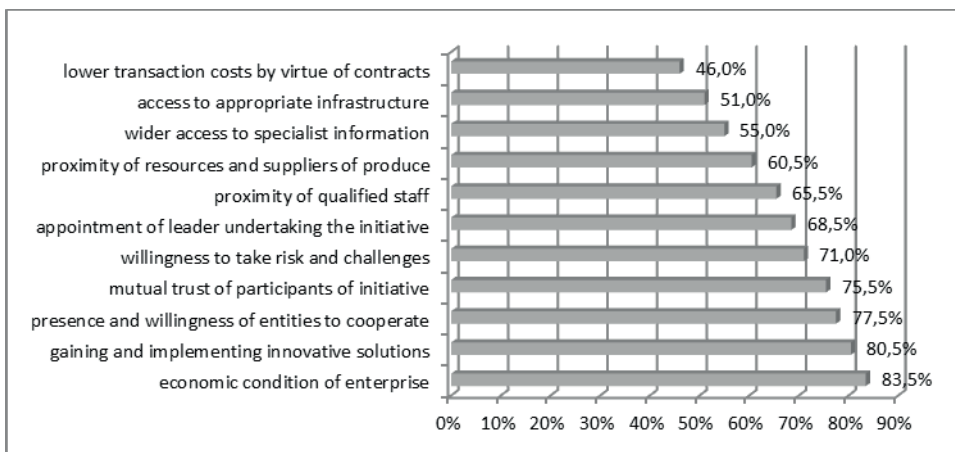 lower transaction costs by virtue of contracts 46,0%
access to appropriate infrastructure 51,0%
wider access to specialist information 55,0%
proximity of resources and suppliers of produce 60,5%
proximity of qualified staff 65,5%
appointment of leader undertaking the initiative 68,5%
willingness to take risk and challenges 71,0%
mutual trust of participants of initiative 75,5%
presence and willingness of entities to cooperate 77,5%
gaining and implementing innovative solutions 80,5%
economic condition of enterprise 83,5%
0% 10% 20% 30% 40% 50% 60% 70% 80% 90%